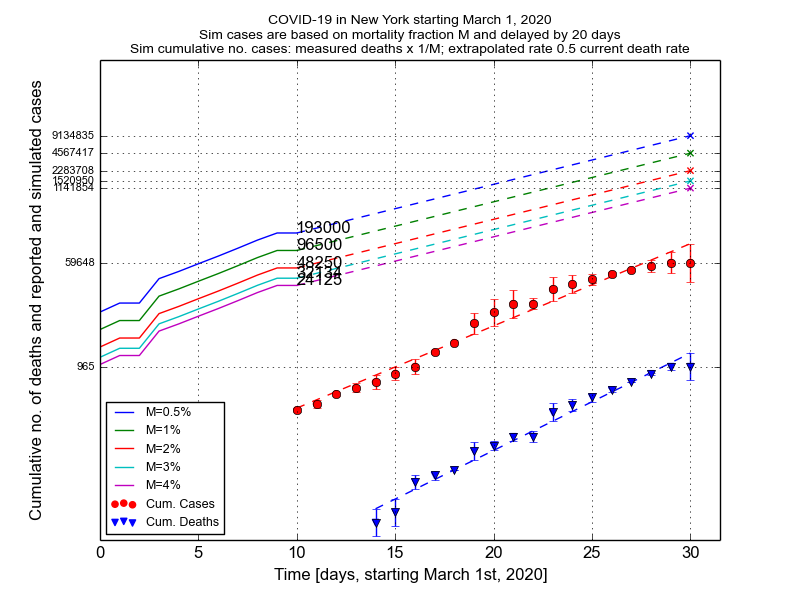 COVID-19 in New York starting March 1, 2020
Sim cases are based on mortality fraction M and delayed by 20 days
Sim cumulative no. cases: measured deaths x 1/M; extrapolated rate 0.5 current death rate
Cumulative no. of deaths and reported and simulated cases
9134835
4567417
2283708
1520950
1141854
59648
965
193000
96500
48250
24125
M=0.5%
M=1%
M=2%
M=3%
M=4%
Cum. Cases
Cum. Deaths
0 5 10 15 20 25 30
Time [days, starting March 1st, 2020]